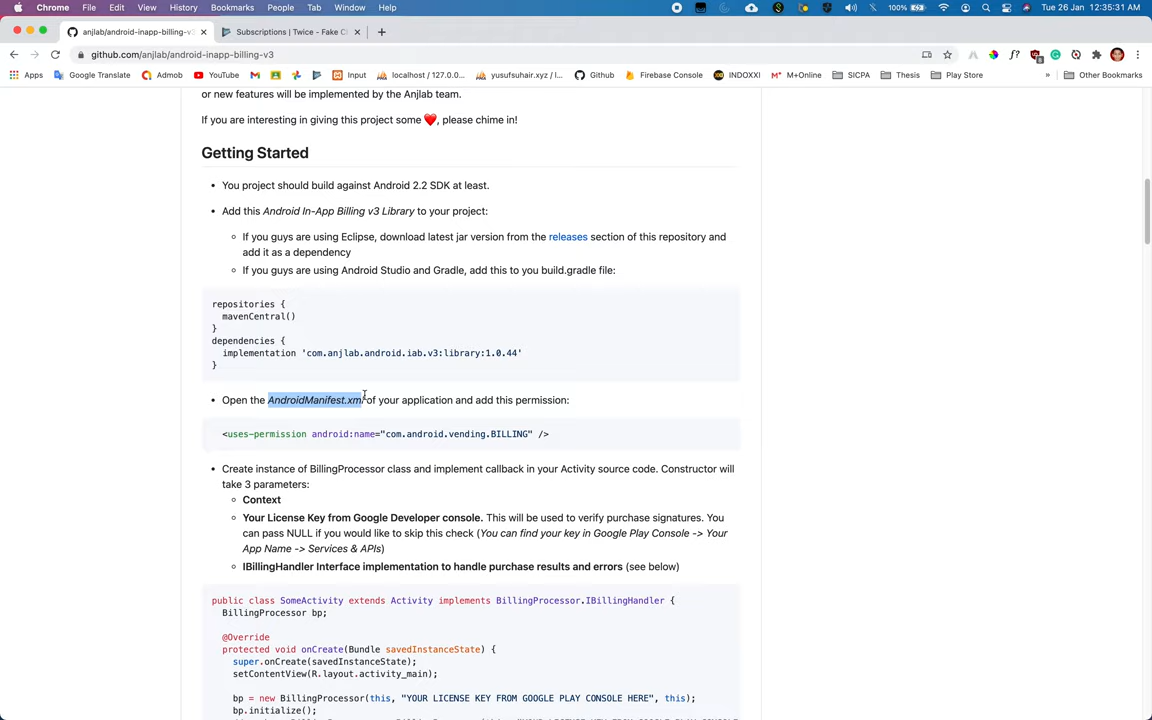 Chrome File Edit View History Bookmarks People Tab Window Help 100% Tue 26 Jan 12:35:31 AM
anjlab/android-inapp-billing-v
Subscriptions | Twice - Fake C
github.com/anjlab/android-inapp-billing-v3
Apps Google Translate Admob YouTube Input localhost / 127.0.0... yusufsuhair.xyz / l... Github Firebase Console INDOXXI M+Online SICPA Thesis Play Store » Other Bookmarks
or new features will be implemented by the Anjlab team.
If you are interesting in giving this project some ❤️, please chime in!
Getting Started
• You project should build against Android 2.2 SDK at least.
• Add this Android In-App Billing v3 Library to your project:
If you guys are using Eclipse, download latest jar version from the releases section of this repository and
add it as a dependency
If you guys are using Android Studio and Gradle, add this to you build.gradle file:
repositories {
mavenCentral()
}
dependencies {
implementation 'com.anjlab.android.iab.v3:library:1.0.44'
}
• Open the AndroidManifest.xml of your application and add this permission:
<uses-permission android:name="com.android.vending.BILLING" />
• Create instance of BillingProcessor class and implement callback in your Activity source code. Constructor will
take 3 parameters:
Context
Your License Key from Google Developer console. This will be used to verify purchase signatures. You
can pass NULL if you would like to skip this check (You can find your key in Google Play Console -> Your
App Name -> Services & APIs)
IBillingHandler Interface implementation to handle purchase results and errors (see below)
public class SomeActivity extends Activity implements BillingProcessor.IBillingHandler {
BillingProcessor bp;
@Override
protected void onCreate(Bundle savedInstanceState) {
super.onCreate(savedInstanceState);
setContentView(R.layout.activity_main);
bp = new BillingProcessor(this, "YOUR LICENSE KEY FROM GOOGLE PLAY CONSOLE HERE", this);
bp.initialize();